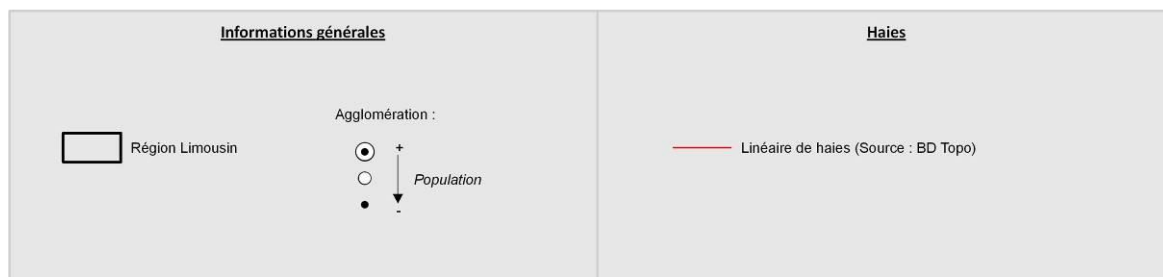 Informations générales
Haies
Agglomération :
Région Limousin
+
Population
-
Linéaire de haies (Source : BD Topo)